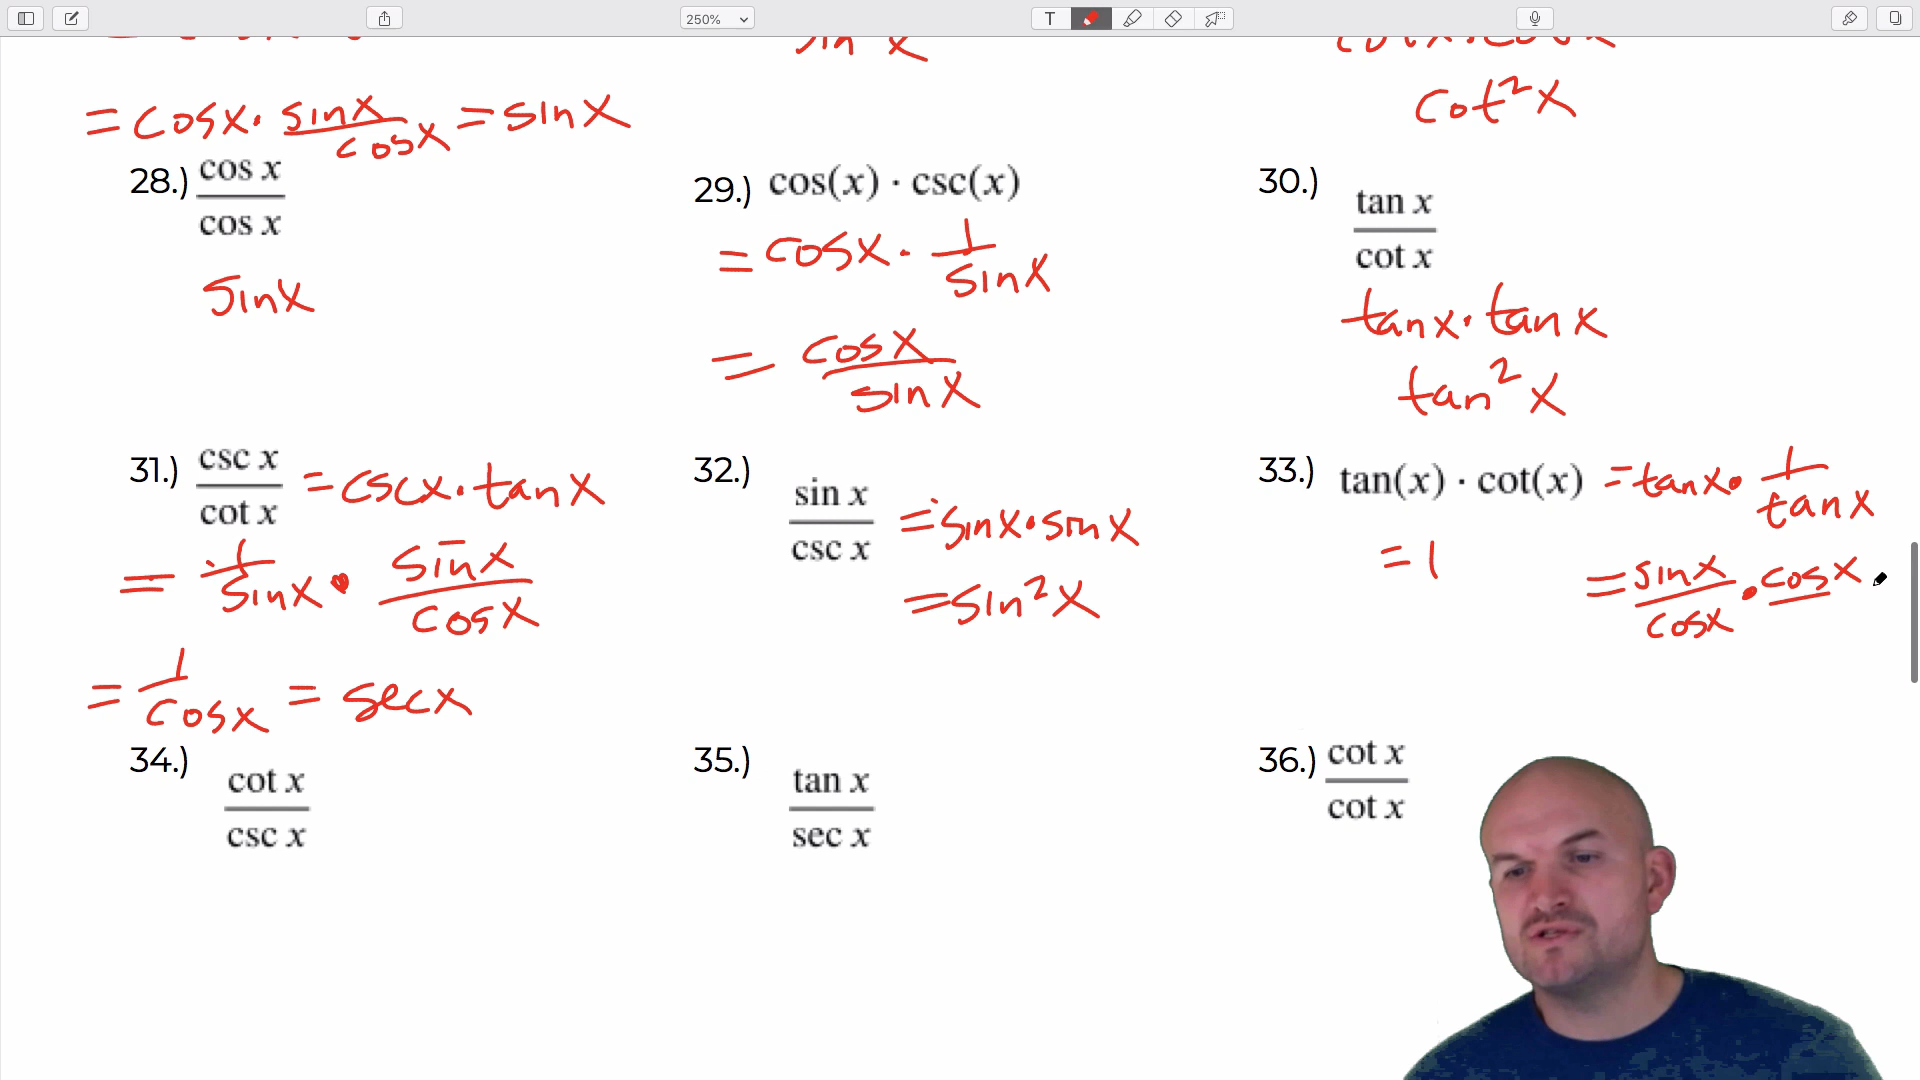 250%
T
sin x
cot²x
= cosx · sinx/cosx = sinx
28.) cos x / cos x
sinx
29.) cos(x) · csc(x)
= cosx · 1/sinx
= cosx/sinx
30.) tan x / cot x
tanx · tanx
tan²x
31.) csc x / cot x = cscx · tanx
= 1/sinx · sinx/cosx
= 1/cosx = secx
32.) sin x / csc x = sinx · sinx
= sin²x
33.) tan(x) · cot(x) = tanx · 1/tanx
= 1
= sinx/cosx · cosx
34.) cot x / csc x
35.) tan x / sec x
36.) cot x / cot x